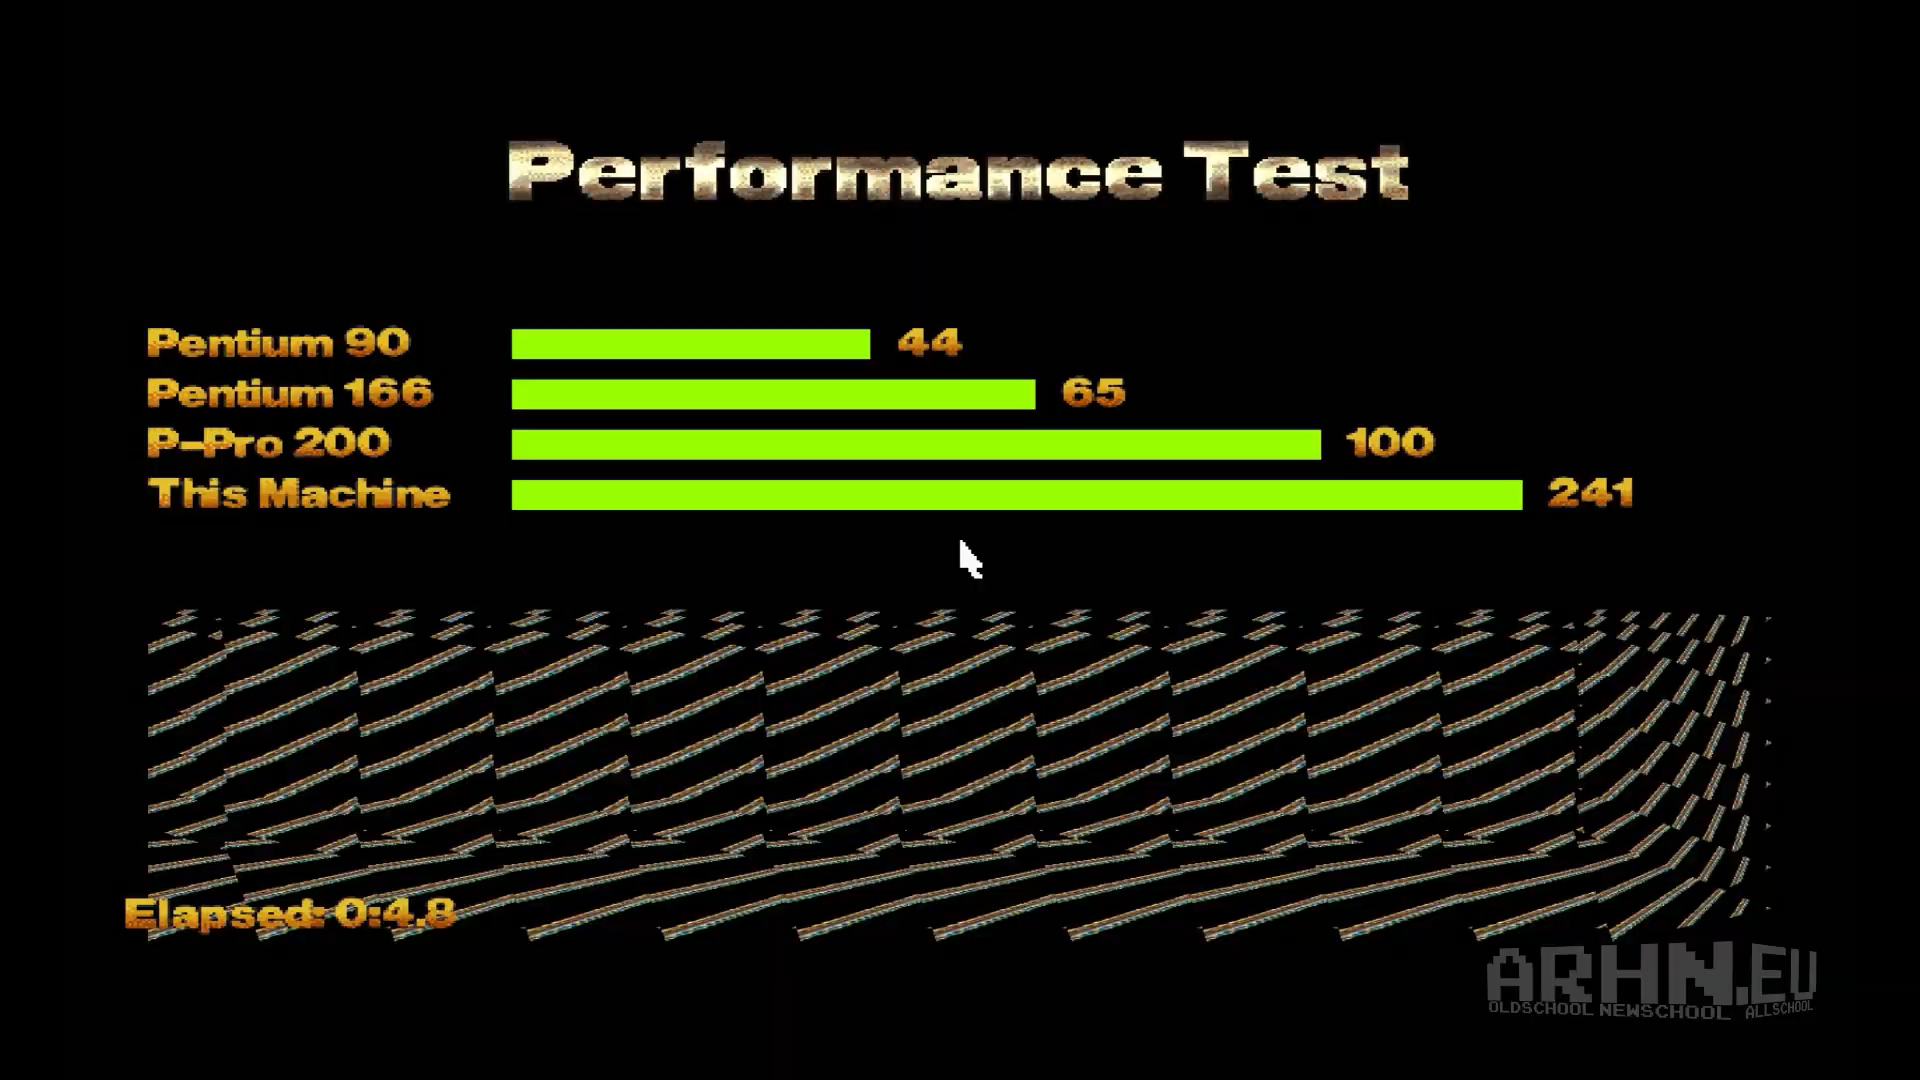 Performance Test
Pentium 90 44
Pentium 166 65
P-Pro 200 100
This Machine 241
Elapsed: 0:4.8
ARHN.EU
OLDSCHOOL NEWSCHOOL ALLSCHOOL